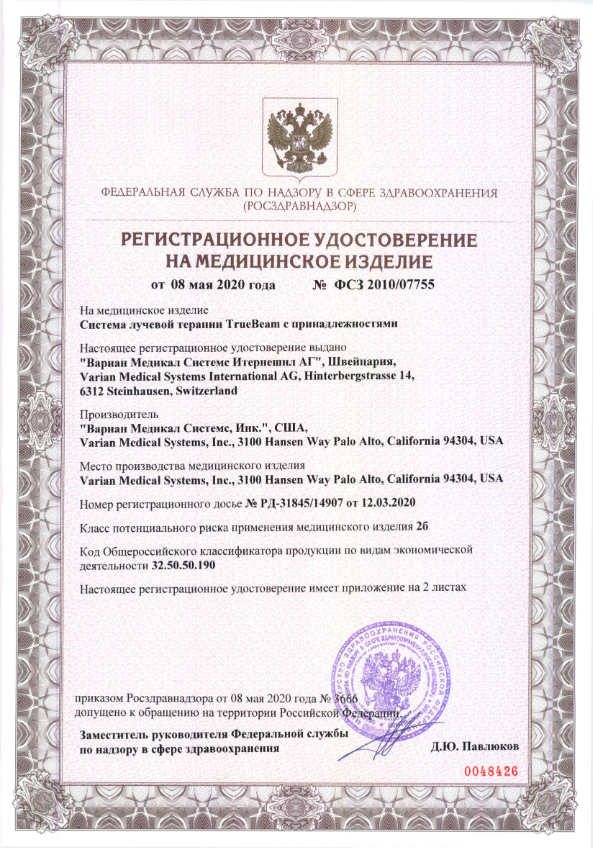 ФЕДЕРАЛЬНАЯ СЛУЖБА ПО НАДЗОРУ В СФЕРЕ ЗДРАВООХРАНЕНИЯ
(РОСЗДРАВНАДЗОР)
РЕГИСТРАЦИОННОЕ УДОСТОВЕРЕНИЕ
НА МЕДИЦИНСКОЕ ИЗДЕЛИЕ
от 08 мая 2020 года № ФСЗ 2010/07755
На медицинское изделие
Система лучевой терапии TrueBeam с принадлежностями
Настоящее регистрационное удостоверение выдано
"Вариан Медикал Системс Итернешнл АГ", Швейцария,
Varian Medical Systems International AG, Hinterbergstrasse 14,
6312 Steinhausen, Switzerland
Производитель
"Вариан Медикал Системс, Инк.", США,
Varian Medical Systems, Inc., 3100 Hansen Way Palo Alto, California 94304, USA
Место производства медицинского изделия
Varian Medical Systems, Inc., 3100 Hansen Way Palo Alto, California 94304, USA
Номер регистрационного досье № РД-31845/14907 от 12.03.2020
Класс потенциального риска применения медицинского изделия 2б
Код Общероссийского классификатора продукции по видам экономической
деятельности 32.50.50.190
Настоящее регистрационное удостоверение имеет приложение на 2 листах
приказом Росздравнадзора от 08 мая 2020 года № 3666
допущено к обращению на территории Российской Федерации.
Заместитель руководителя Федеральной службы
по надзору в сфере здравоохранения
Д.Ю. Павлюков
0048426